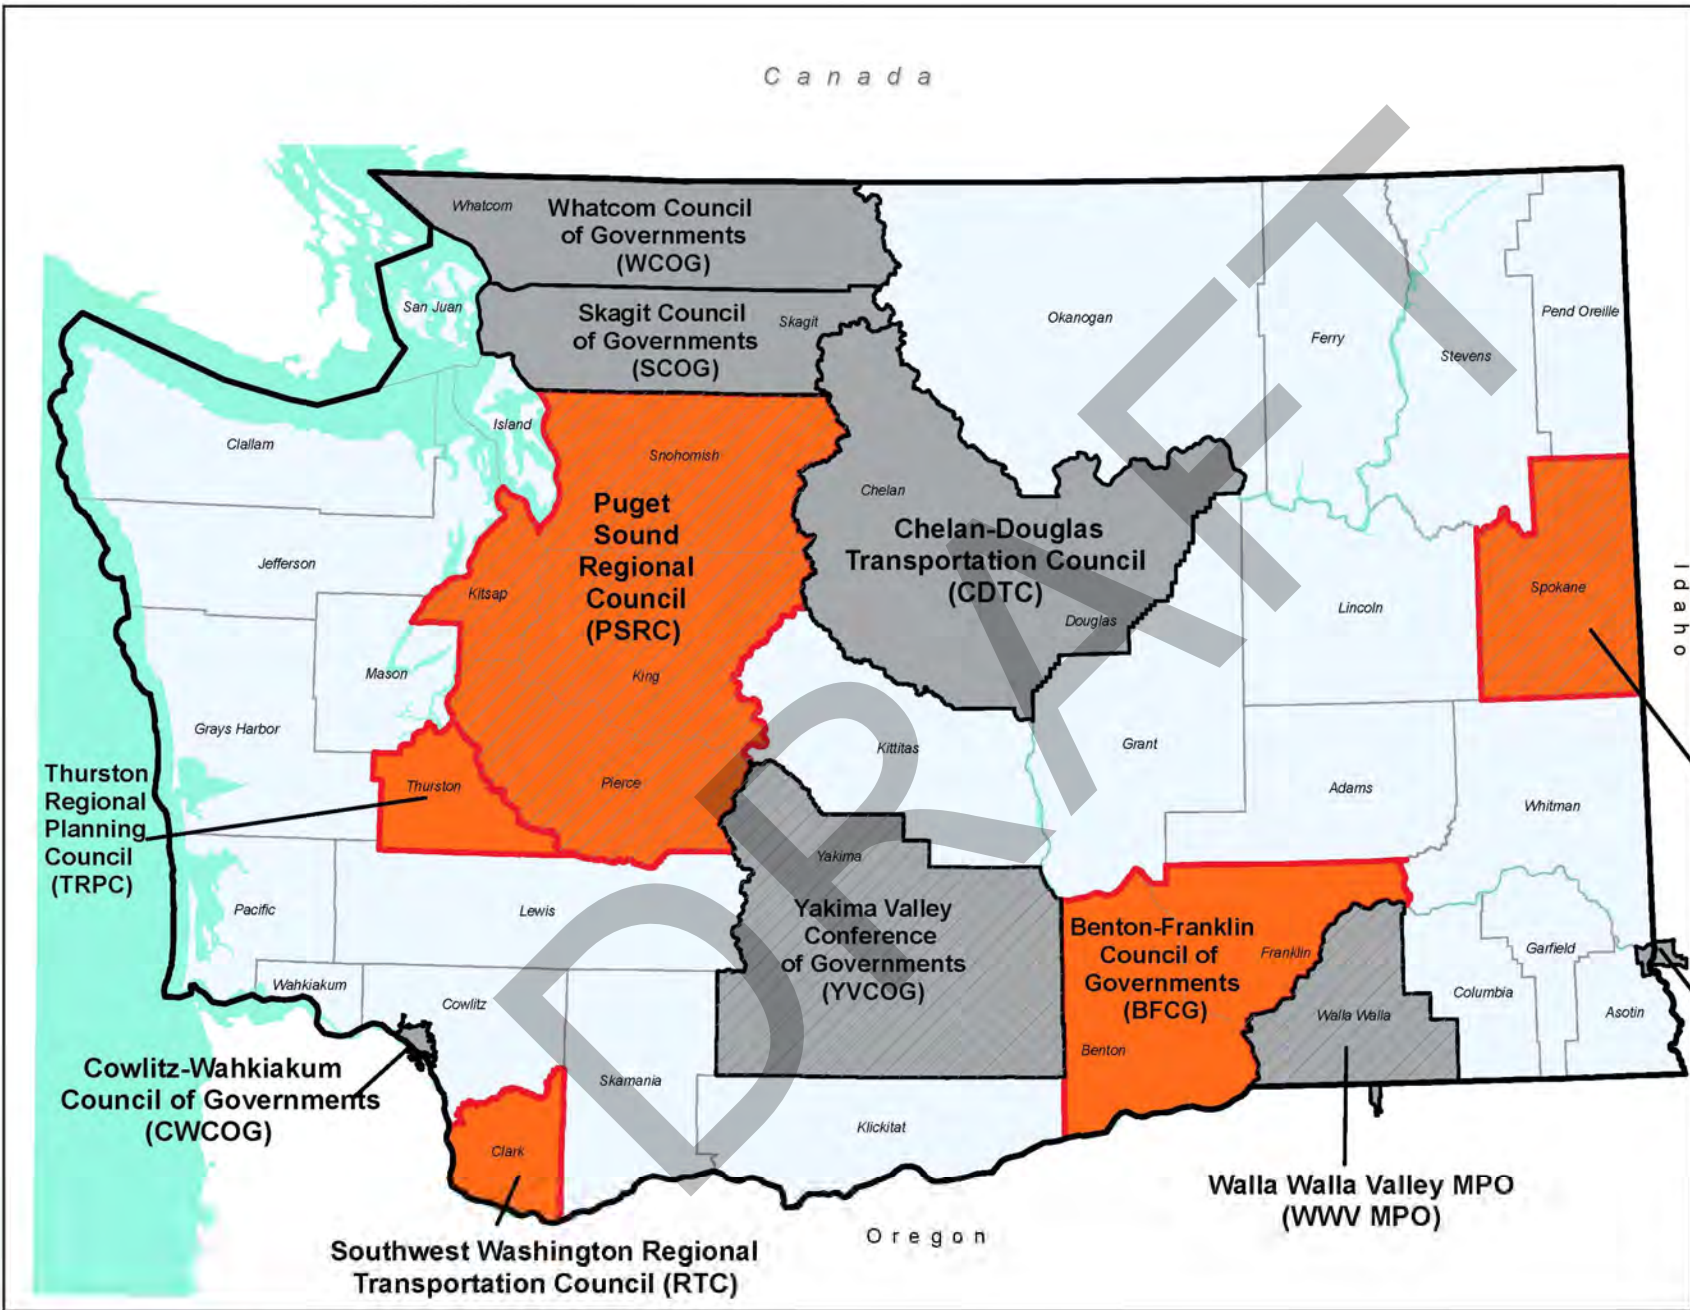 Canada
Whatcom
Whatcom Council
of Governments
(WCOG)
San Juan
Skagit Council
of Governments
(SCOG)
Skagit
Okanogan
Ferry
Stevens
Pend Oreille
Island
Clallam
Snohomish
Chelan
Puget
Sound
Regional
Council
(PSRC)
Chelan-Douglas
Transportation Council
(CDTC)
Jefferson
Kitsap
Douglas
Lincoln
Spokane
Idaho
Mason
King
Grays Harbor
Kittitas
Grant
Thurston
Regional
Planning
Council
(TRPC)
Thurston
Pierce
Adams
Whitman
Yakima
Pacific
Lewis
Yakima Valley
Conference
of Governments
(YVCOG)
Benton-Franklin
Council of
Governments
(BFCG)
Franklin
Garfield
Wahkiakum
Cowlitz
Columbia
Walla Walla
Asotin
Benton
Cowlitz-Wahkiakum
Council of Governments
(CWCOG)
Skamania
Klickitat
Clark
Walla Walla Valley MPO
(WWV MPO)
Oregon
Southwest Washington Regional
Transportation Council (RTC)
DRAFT